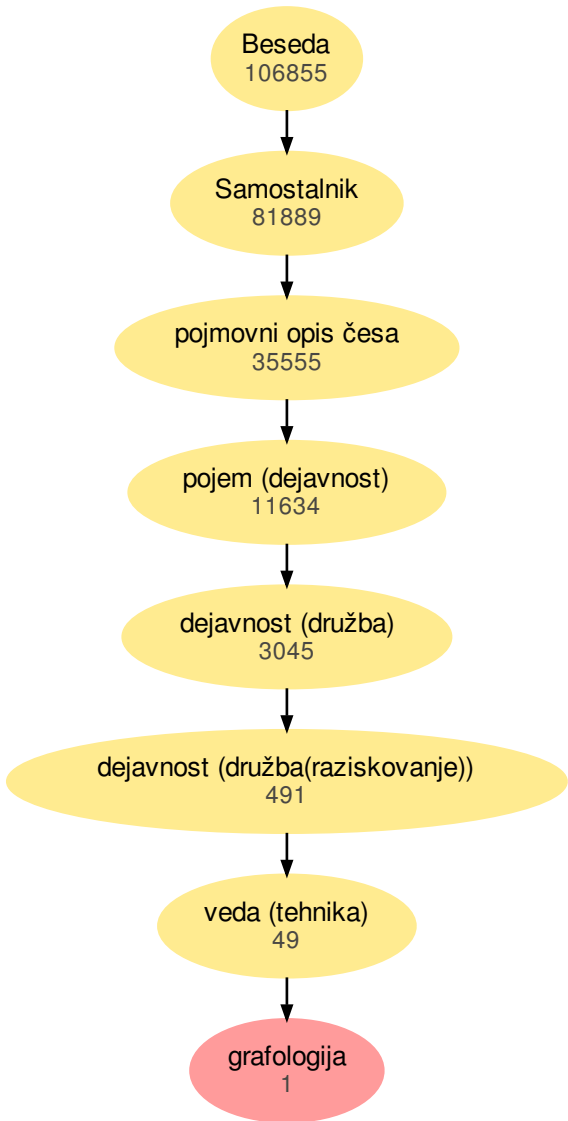 Beseda
106855
Samostalnik
81889
pojmovni opis česa
35555
pojem (dejavnost)
11634
dejavnost (družba)
3045
dejavnost (družba(raziskovanje))
491
veda (tehnika)
49
grafologija
1